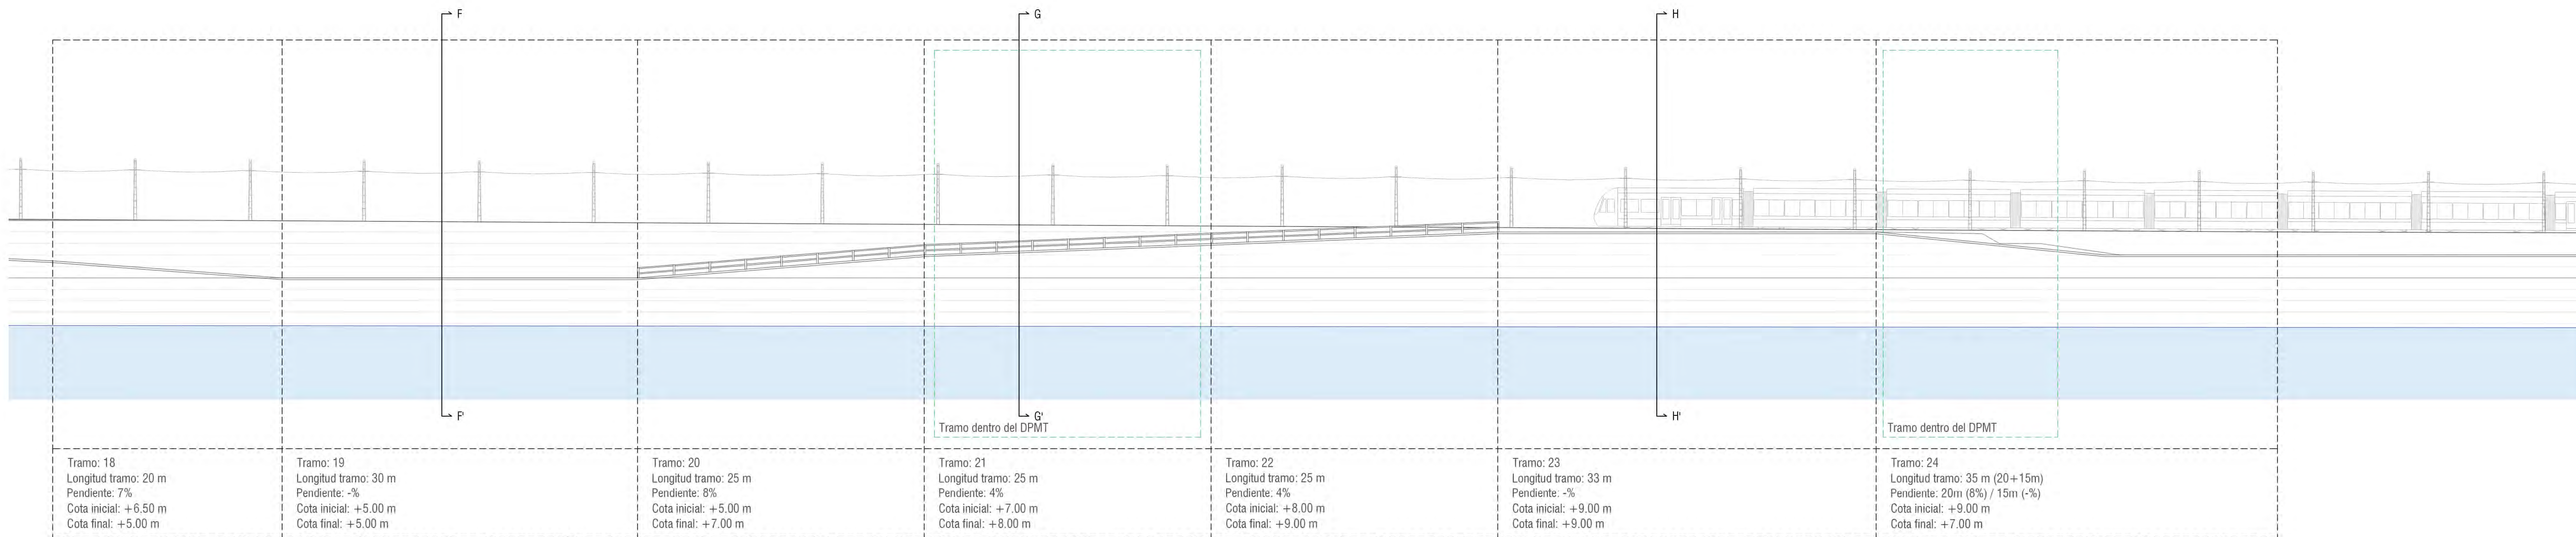 F
G
H
F'
G'
H'
Tramo dentro del DPMT
Tramo dentro del DPMT
Tramo: 18
Longitud tramo: 20 m
Pendiente: 7%
Cota inicial: +6.50 m
Cota final: +5.00 m
Tramo: 19
Longitud tramo: 30 m
Pendiente: -%
Cota inicial: +5.00 m
Cota final: +5.00 m
Tramo: 20
Longitud tramo: 25 m
Pendiente: 8%
Cota inicial: +5.00 m
Cota final: +7.00 m
Tramo: 21
Longitud tramo: 25 m
Pendiente: 4%
Cota inicial: +7.00 m
Cota final: +8.00 m
Tramo: 22
Longitud tramo: 25 m
Pendiente: 4%
Cota inicial: +8.00 m
Cota final: +9.00 m
Tramo: 23
Longitud tramo: 33 m
Pendiente: -%
Cota inicial: +9.00 m
Cota final: +9.00 m
Tramo: 24
Longitud tramo: 35 m (20+15m)
Pendiente: 20m (8%) / 15m (-%)
Cota inicial: +9.00 m
Cota final: +7.00 m